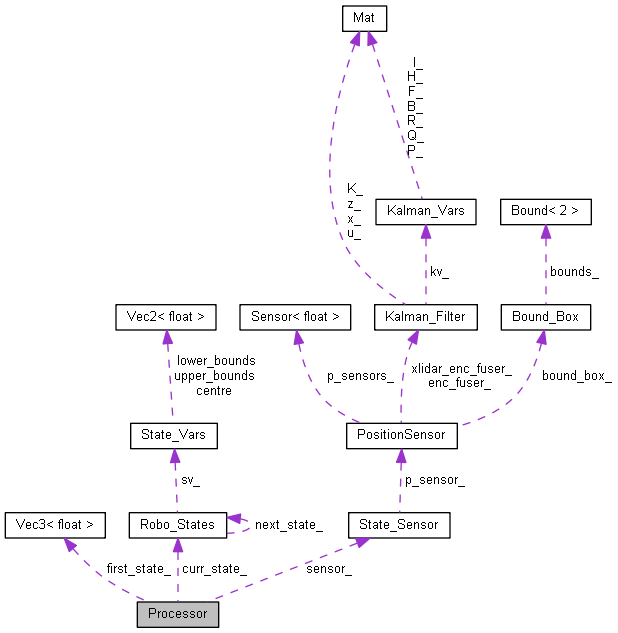 Mat
I_
H_
F_
B_
R_
Q_
P_
K_
z_
x_
u_
Kalman_Vars
Bound< 2 >
kv_
bounds_
Vec2< float >
Sensor< float >
Kalman_Filter
Bound_Box
lower_bounds
upper_bounds
centre
p_sensors_
xlidar_enc_fuser_
enc_fuser_
bound_box_
State_Vars
PositionSensor
sv_
p_sensor_
Vec3< float >
Robo_States
next_state_
State_Sensor
first_state_
curr_state_
sensor_
Processor